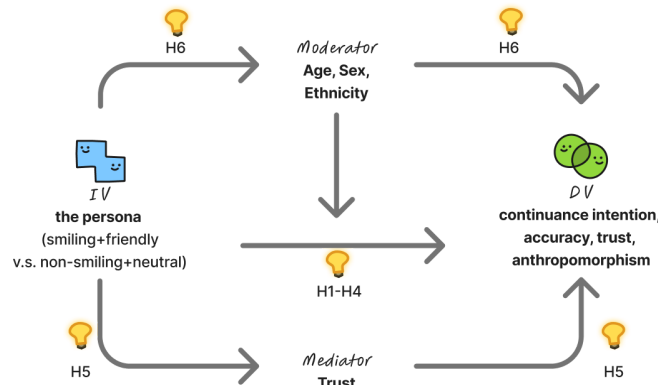 H6
H6
Moderator
Age, Sex,
Ethnicity
IV
the persona
(smiling+friendly
v.s. non-smiling+neutral)
DV
continuance intention,
accuracy, trust,
anthropomorphism
H1-H4
H5
H5
Mediator
Trust